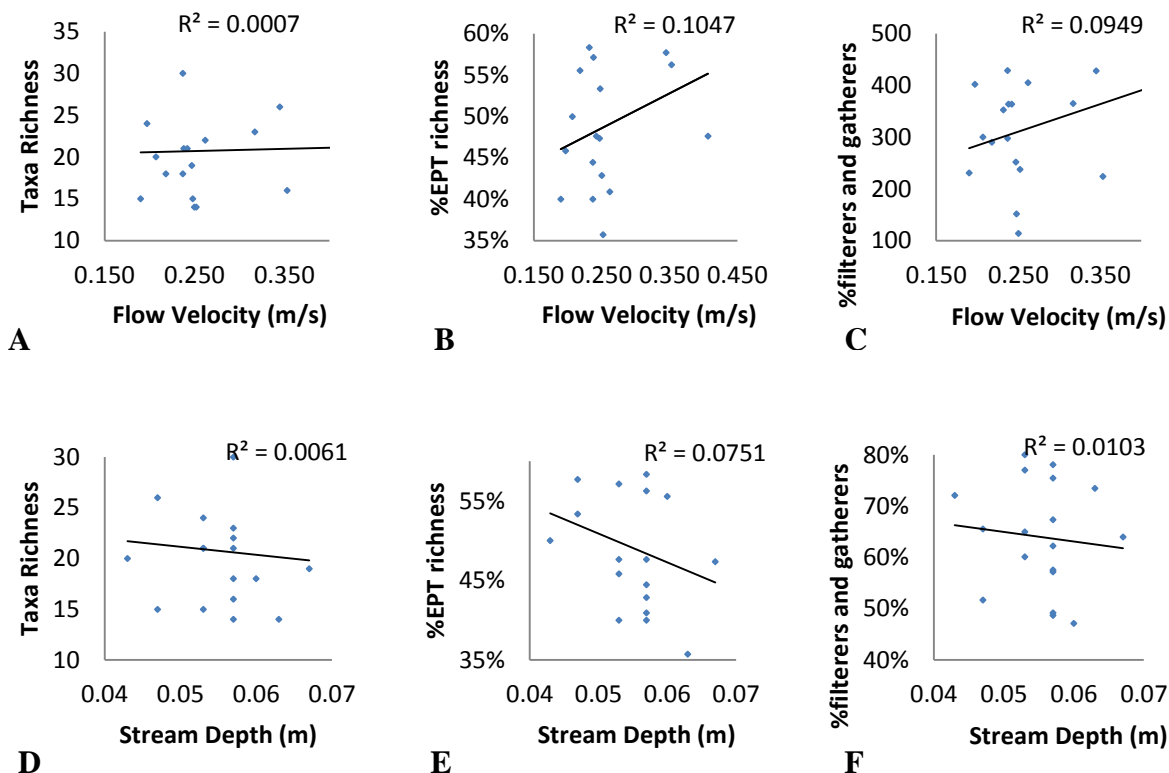 R² = 0.0007
35
30
25
20
15
10
Taxa Richness
0.150 0.250 0.350
Flow Velocity (m/s)
A
R² = 0.1047
60%
55%
50%
45%
40%
35%
%EPT richness
0.150 0.250 0.350 0.450
Flow Velocity (m/s)
B
R² = 0.0949
500
400
300
200
100
%filterers and gatherers
0.150 0.250 0.350
Flow Velocity (m/s)
C
R² = 0.0061
30
25
20
15
10
Taxa Richness
0.04 0.05 0.06 0.07
Stream Depth (m)
D
R² = 0.0751
55%
45%
35%
%EPT richness
0.04 0.05 0.06 0.07
Stream Depth (m)
E
R² = 0.0103
80%
70%
60%
50%
40%
%filterers and gatherers
0.04 0.05 0.06 0.07
Stream Depth (m)
F